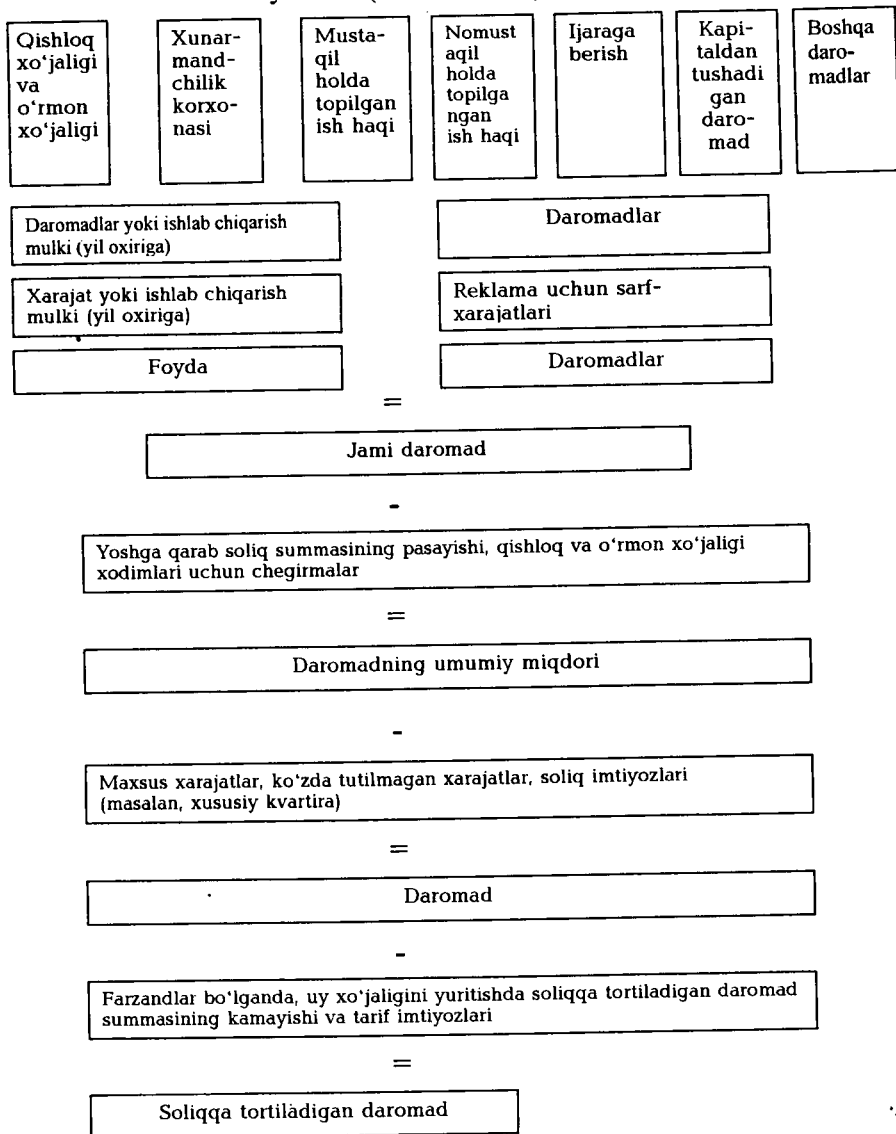 Qishloq
xo‘jaligi
va
o‘rmon
xo‘jaligi
Xunar-
mand-
chilik
korxo-
nasi
Musta-
qil
holda
topilgan
ish haqi
Nomust
aqil
holda
topilga
ngan
ish haqi
Ijaraga
berish
Kapi-
taldan
tushadi
gan
daro-
mad
Boshqa
daro-
madlar
Daromadlar yoki ishlab chiqarish
mulki (yil oxiriga)
Daromadlar
Xarajat yoki ishlab chiqarish
mulki (yil oxiriga)
Reklama uchun sarf-
xarajatlari
Foyda
Daromadlar
=
Jami daromad
-
Yoshga qarab soliq summasining pasayishi, qishloq va o‘rmon xo‘jaligi
xodimlari uchun chegirmalar
=
Daromadning umumiy miqdori
-
Maxsus xarajatlar, ko‘zda tutilmagan xarajatlar, soliq imtiyozlari
(masalan, xususiy kvartira)
=
Daromad
-
Farzandlar bo‘lganda, uy xo‘jaligini yuritishda soliqqa tortiladigan daromad
summasining kamayishi va tarif imtiyozlari
=
Soliqqa tortiladigan daromad